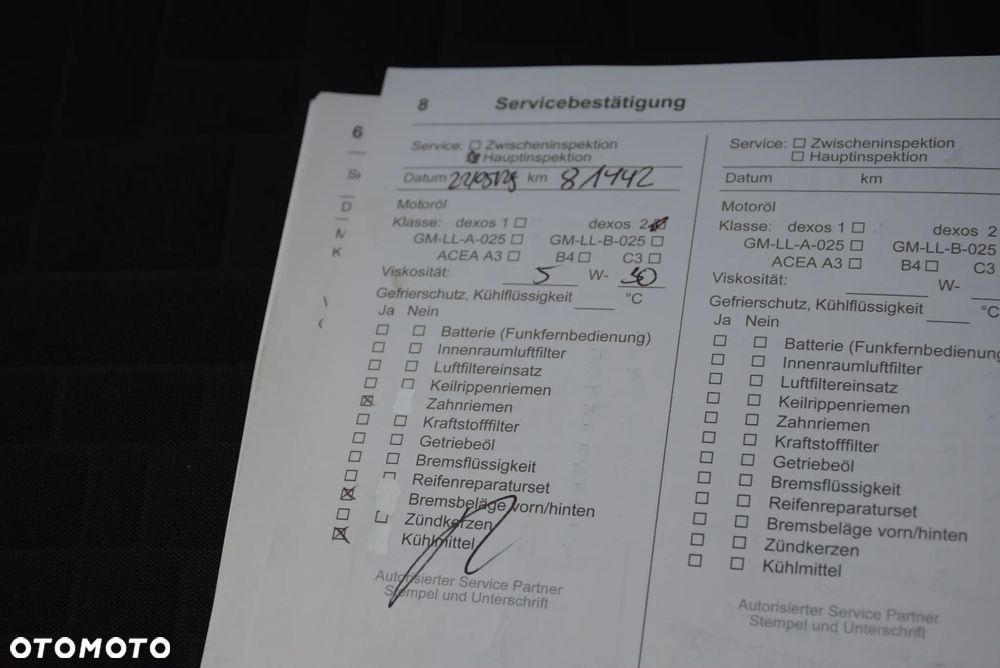 8 Servicebestätigung
6
Service: ☐ Zwischeninspektion
☒ Hauptinspektion
Datum km 81442
Motoröl
Klasse: dexos 1 ☐ dexos 2 ☒
GM-LL-A-025 ☐ GM-LL-B-025 ☐
ACEA A3 ☐ B4 ☐ C3 ☐
Viskosität: 5 W- 30
Gefrierschutz, Kühlflüssigkeit ____ °C
Ja Nein
☐ ☐ Batterie (Funkfernbedienung)
☐ ☐ Innenraumluftfilter
☐ ☐ Luftfiltereinsatz
☐ ☐ Keilrippenriemen
☒ Zahnriemen
☐ ☐ Kraftstofffilter
☐ ☐ Getriebeöl
☐ ☐ Bremsflüssigkeit
☐ ☐ Reifenreparaturset
☒ Bremsbeläge vorn/hinten
☐ ☐ Zündkerzen
☒ Kühlmittel
Autorisierter Service Partner
Stempel und Unterschrift
Service: ☐ Zwischeninspektion
☐ Hauptinspektion
Datum km
Motoröl
Klasse: dexos 1 ☐ dexos 2
GM-LL-A-025 ☐ GM-LL-B-025
ACEA A3 ☐ B4 ☐ C3
Viskosität: ____ W-
Gefrierschutz, Kühlflüssigkeit ____ °C
Ja Nein
☐ ☐ Batterie (Funkfernbedienung
☐ ☐ Innenraumluftfilter
☐ ☐ Luftfiltereinsatz
☐ ☐ Keilrippenriemen
☐ ☐ Zahnriemen
☐ ☐ Kraftstofffilter
☐ ☐ Getriebeöl
☐ ☐ Bremsflüssigkeit
☐ ☐ Reifenreparaturset
☐ ☐ Bremsbeläge vorn/hinten
☐ ☐ Zündkerzen
☐ ☐ Kühlmittel
Autorisierter Service Partner
Stempel und Unterschrift
OTOMOTO